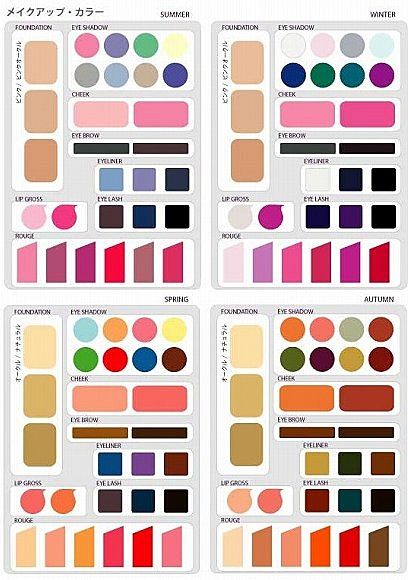 メイクアップ・カラー
SUMMER
FOUNDATION
EYE SHADOW
ピンク / ピンクオークル
CHEEK
EYE BROW
EYELINER
LIP GROSS
EYE LASH
ROUGE
WINTER
FOUNDATION
EYE SHADOW
ピンク / ピンクオークル
CHEEK
EYE BROW
EYELINER
LIP GROSS
EYE LASH
ROUGE
SPRING
FOUNDATION
EYE SHADOW
オークル / ナチュラル
CHEEK
EYE BROW
EYELINER
LIP GROSS
EYE LASH
ROUGE
AUTUMN
FOUNDATION
EYE SHADOW
オークル / ナチュラル
CHEEK
EYE BROW
EYELINER
LIP GROSS
EYE LASH
ROUGE